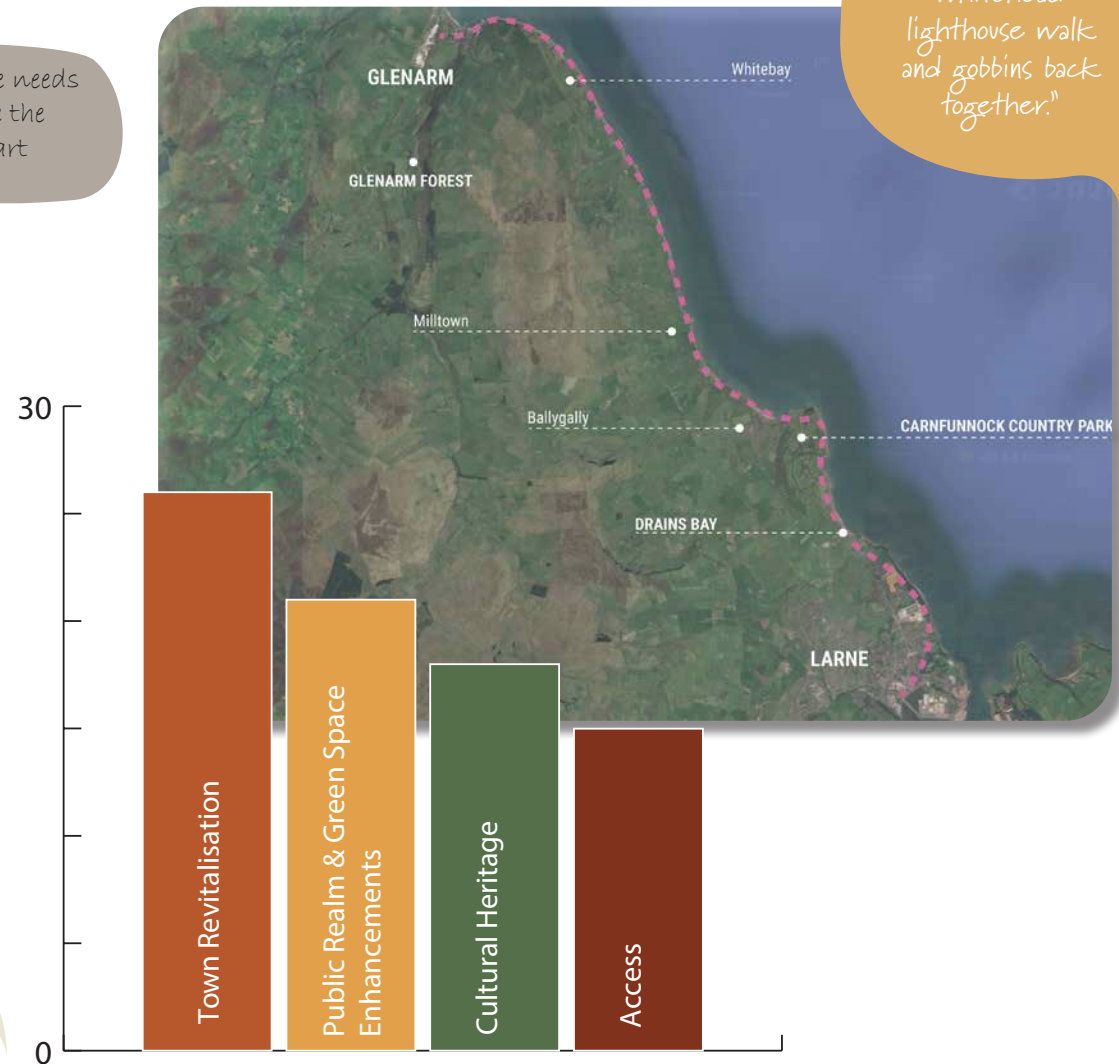 needs
the
lighthouse walk
and gobbins back
together."
GLENARM
Whitebay
GLENARM FOREST
Milltown
Ballygally
CARNFUNNOCK COUNTRY PARK
DRAINS BAY
LARNE
30
0
Town Revitalisation
Public Realm & Green Space
Enhancements
Cultural Heritage
Access